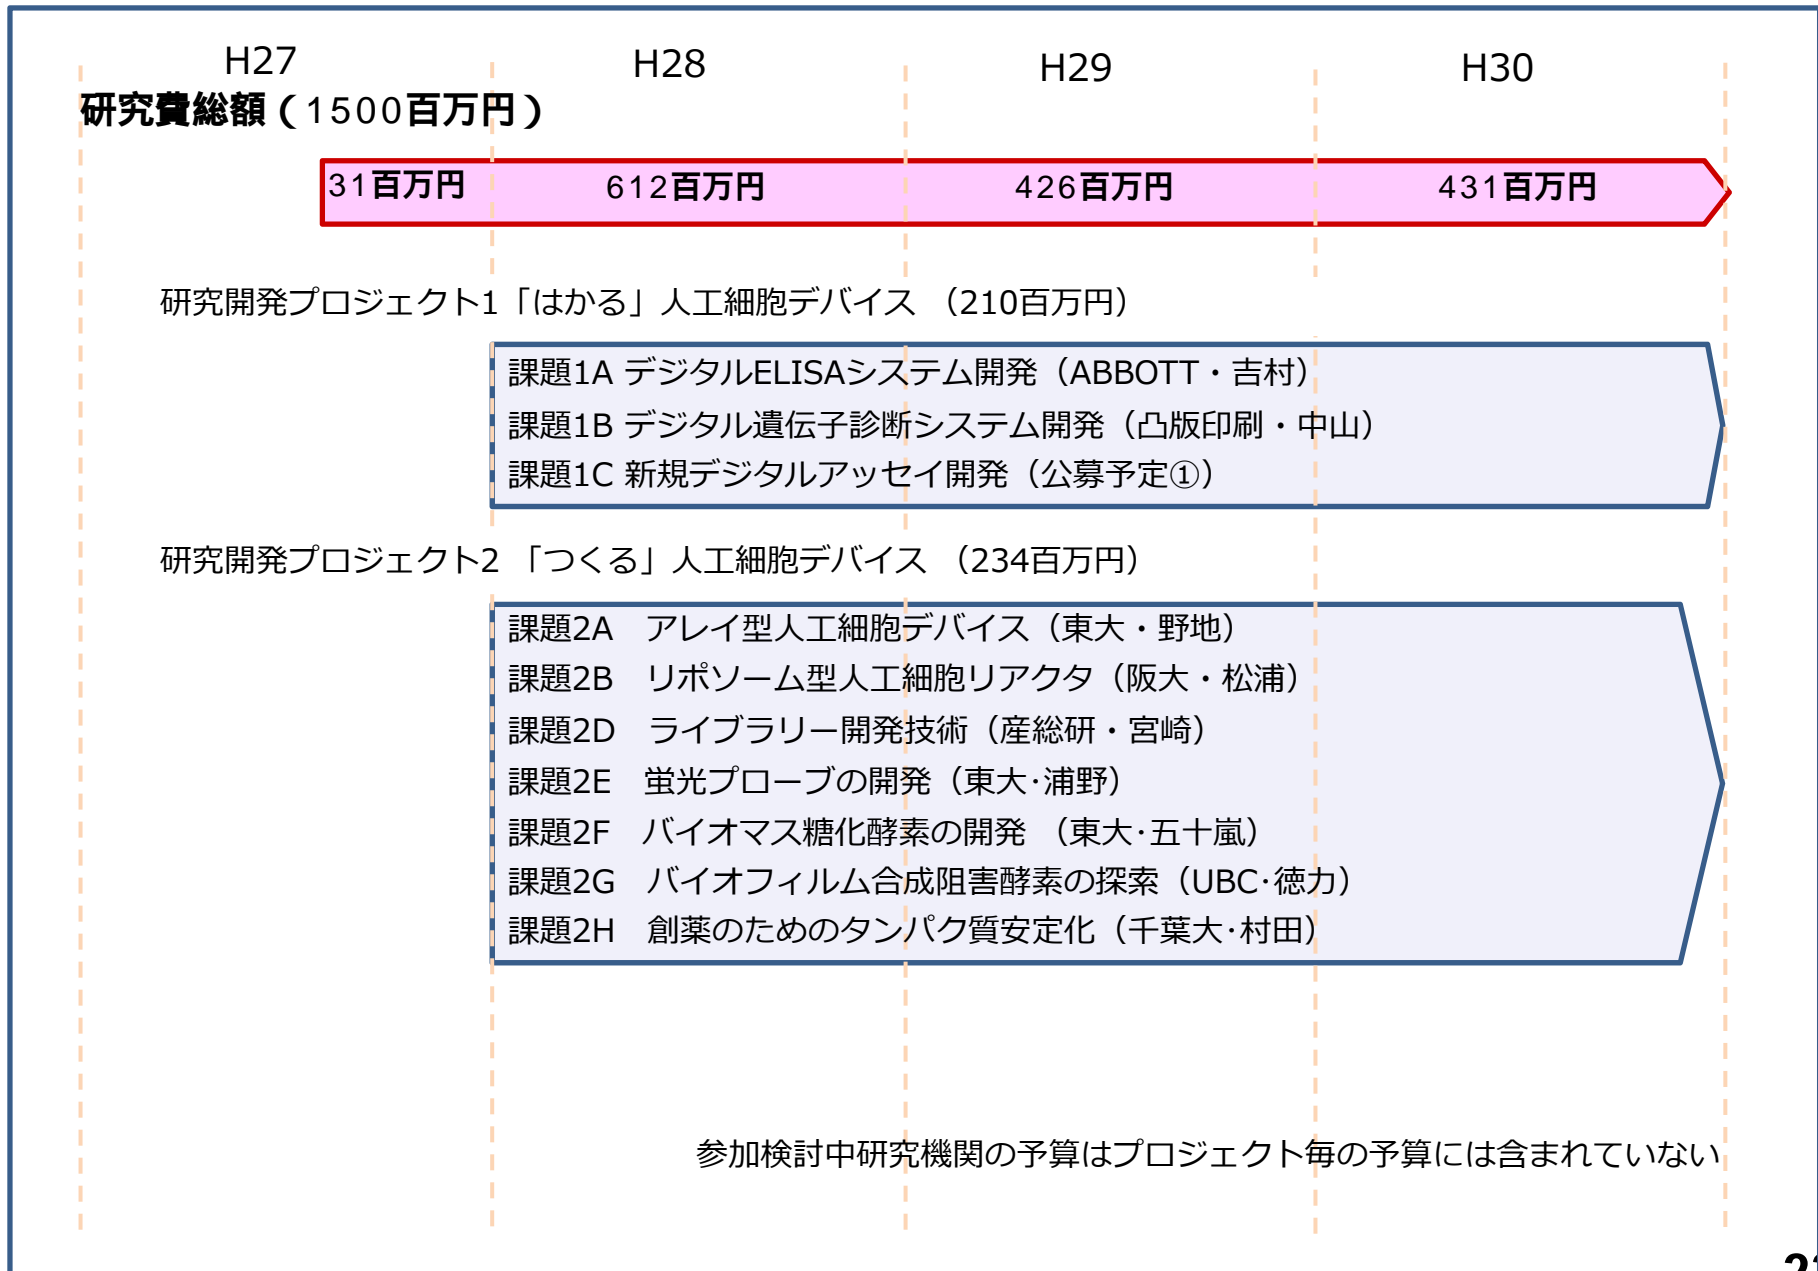 H27 H28 H29 H30
研究費総額（1500百万円）
31百万円 612百万円 426百万円 431百万円
研究開発プロジェクト1「はかる」人工細胞デバイス （210百万円）
課題1A デジタルELISAシステム開発（ABBOTT・吉村）
課題1B デジタル遺伝子診断システム開発（凸版印刷・中山）
課題1C 新規デジタルアッセイ開発（公募予定①）
研究開発プロジェクト2 「つくる」人工細胞デバイス （234百万円）
課題2A　アレイ型人工細胞デバイス（東大・野地）
課題2B　リポソーム型人工細胞リアクタ（阪大・松浦）
課題2D　ライブラリー開発技術（産総研・宮崎）
課題2E　蛍光プローブの開発（東大･浦野）
課題2F　バイオマス糖化酵素の開発 （東大･五十嵐）
課題2G　バイオフィルム合成阻害酵素の探索（UBC･徳力）
課題2H　創薬のためのタンパク質安定化（千葉大･村田）
参加検討中研究機関の予算はプロジェクト毎の予算には含まれていない